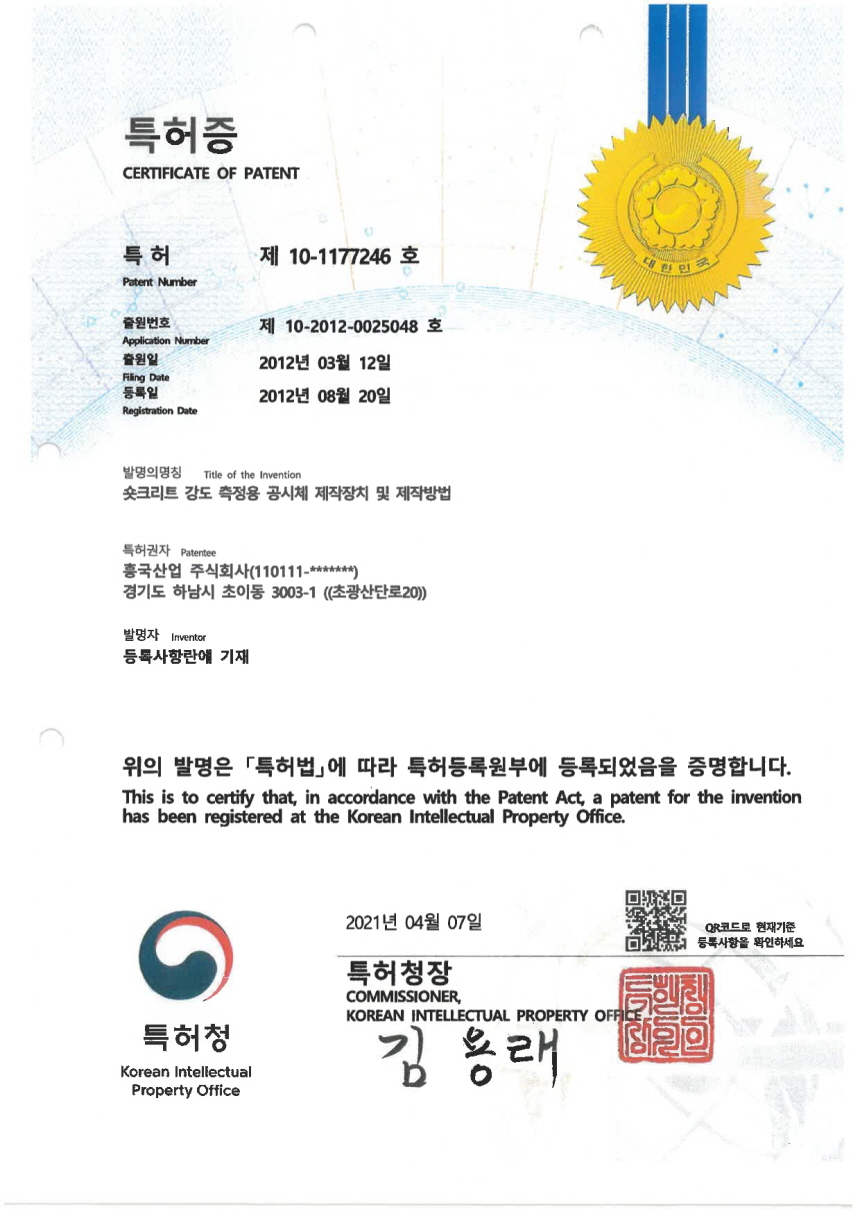 대한민국
특허증
CERTIFICATE OF PATENT
특 허 제 10-1177246 호
Patent Number
출원번호 제 10-2012-0025048 호
Application Number
출원일 2012년 03월 12일
Filing Date
등록일 2012년 08월 20일
Registration Date
발명의명칭 Title of the Invention
숏크리트 강도 측정용 공시체 제작장치 및 제작방법
특허권자 Patentee
흥국산업 주식회사(110111-*******)
경기도 하남시 초이동 3003-1 ((초광산단로20))
발명자 Inventor
등록사항란에 기재
위의 발명은 「특허법」에 따라 특허등록원부에 등록되었음을 증명합니다.
This is to certify that, in accordance with the Patent Act, a patent for the invention
has been registered at the Korean Intellectual Property Office.
2021년 04월 07일
QR코드로 현재기준
등록사항을 확인하세요
특허청장
COMMISSIONER,
KOREAN INTELLECTUAL PROPERTY OFFICE
김용래
특허청
Korean Intellectual
Property Office